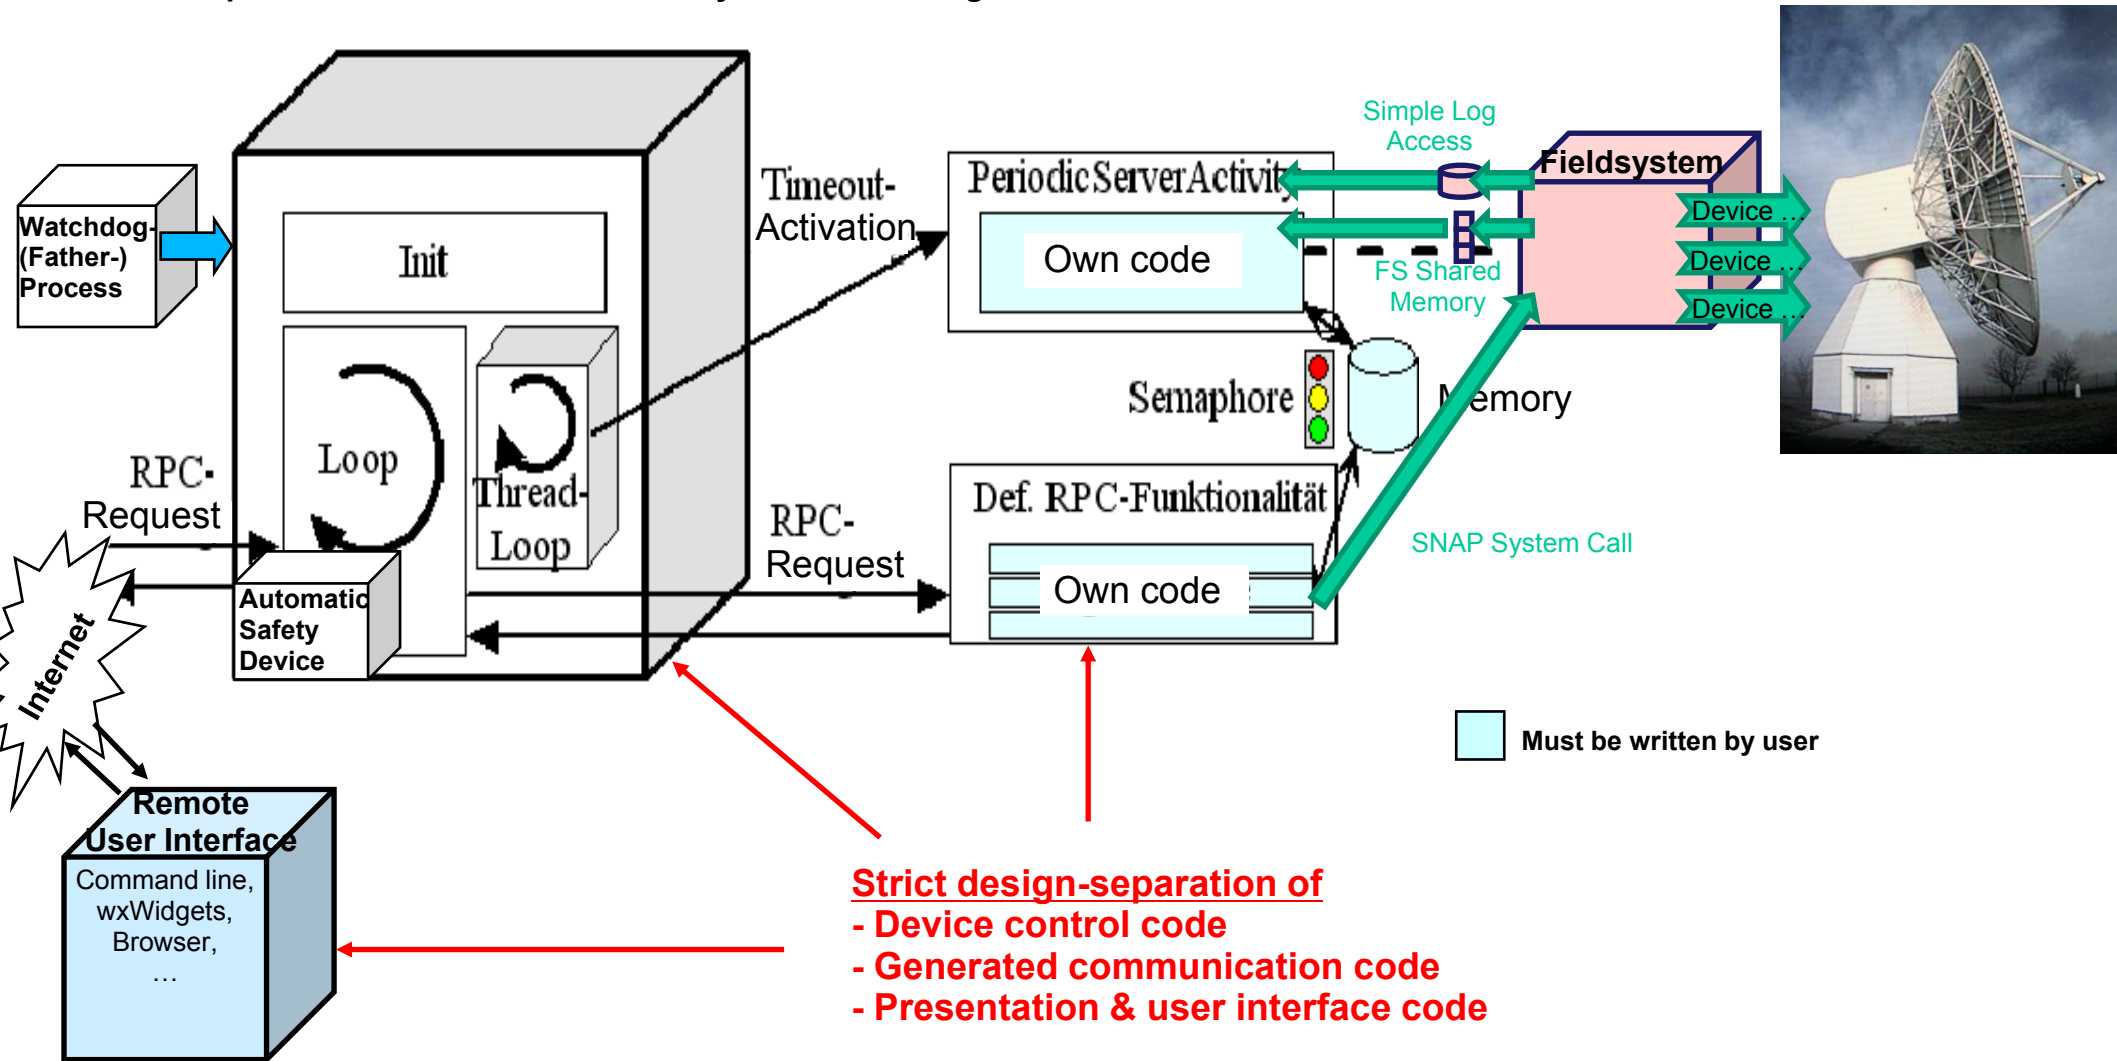 Simple Log
Access
Fieldsystem
Device ...
Device ...
Device ...
Periodic Server Activity
Own code
FS Shared
Memory
Timeout-
Activation
Watchdog-
(Father-)
Process
Init
Loop
Thread-
Loop
Semaphore
Memory
RPC-
Request
RPC-
Request
Def. RPC-Funktionalität
Own code
SNAP System Call
Automatic
Safety
Device
Internet
Must be written by user
Remote
User Interface
Command line,
wxWidgets,
Browser,
...
Strict design-separation of
- Device control code
- Generated communication code
- Presentation & user interface code